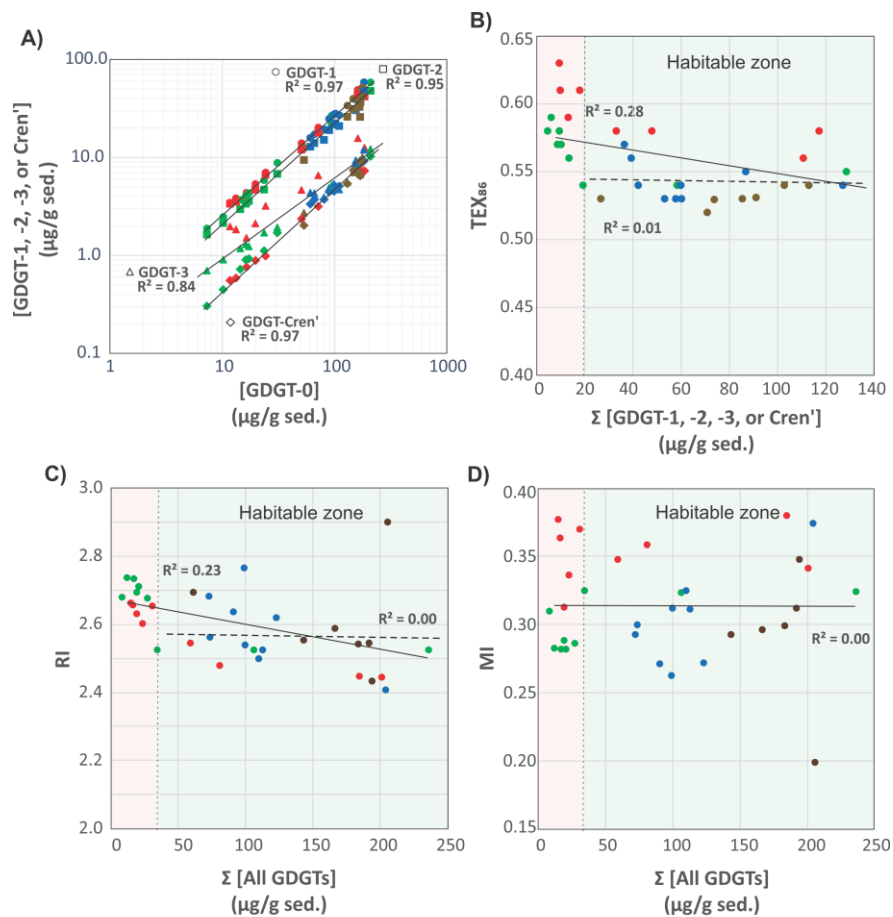 A)
100.0
10.0
1.0
0.1
[GDGT-1, -2, -3, or Cren']
(µg/g sed.)
GDGT-1
R² = 0.97
GDGT-2
R² = 0.95
GDGT-3
R² = 0.84
GDGT-Cren'
R² = 0.97
1 10 100 1000
[GDGT-0]
(µg/g sed.)
B)
Habitable zone
0.65
0.60
0.55
0.50
0.45
0.40
TEX₈₆
R² = 0.28
R² = 0.01
0 20 40 60 80 100 120 140
Σ [GDGT-1, -2, -3, or Cren']
(µg/g sed.)
C)
Habitable zone
3.0
2.8
2.6
2.4
2.2
2.0
RI
R² = 0.23
R² = 0.00
0 50 100 150 200 250
Σ [All GDGTs]
(µg/g sed.)
D)
Habitable zone
0.40
0.35
0.30
0.25
0.20
0.15
MI
R² = 0.00
0 50 100 150 200 250
Σ [All GDGTs]
(µg/g sed.)